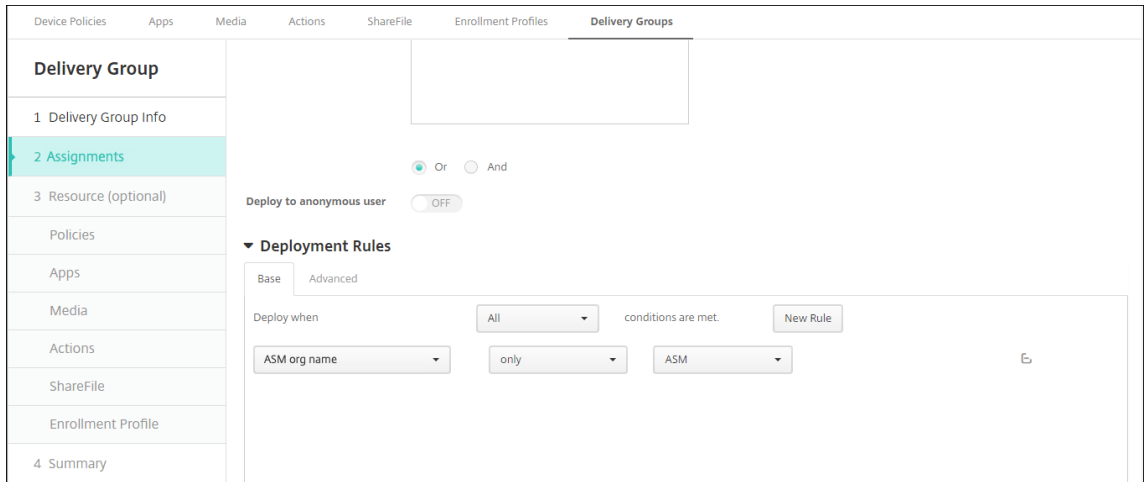 Device Policies Apps Media Actions ShareFile Enrollment Profiles Delivery Groups
Delivery Group
1 Delivery Group Info
2 Assignments
3 Resource (optional)
Policies
Apps
Media
Actions
ShareFile
Enrollment Profile
4 Summary
Or And
Deploy to anonymous user OFF
Deployment Rules
Base Advanced
Deploy when All conditions are met. New Rule
ASM org name only ASM